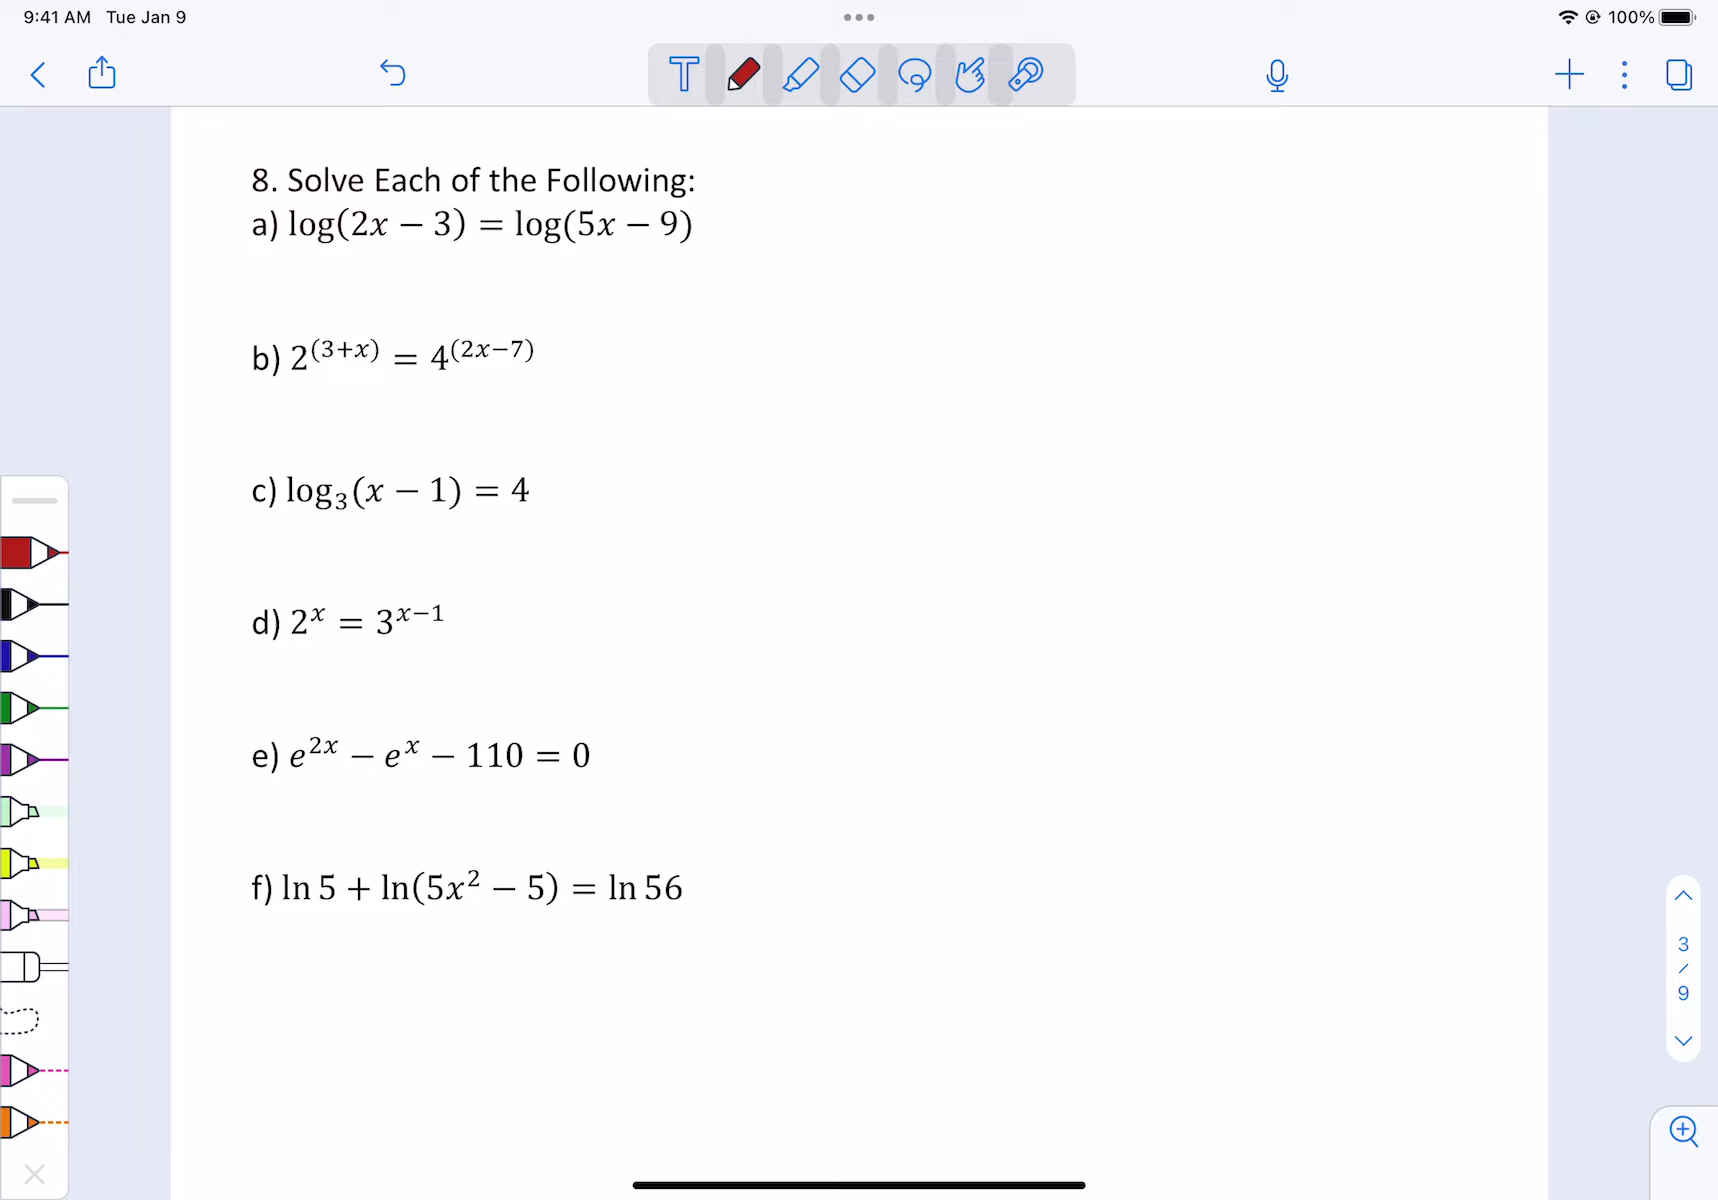 9:41 AM Tue Jan 9
100%
8. Solve Each of the Following:
a) log(2x − 3) = log(5x − 9)
b) 2^(3+x) = 4^(2x−7)
c) log₃(x − 1) = 4
d) 2^x = 3^(x−1)
e) e^(2x) − e^x − 110 = 0
f) ln 5 + ln(5x² − 5) = ln 56
3
/
9